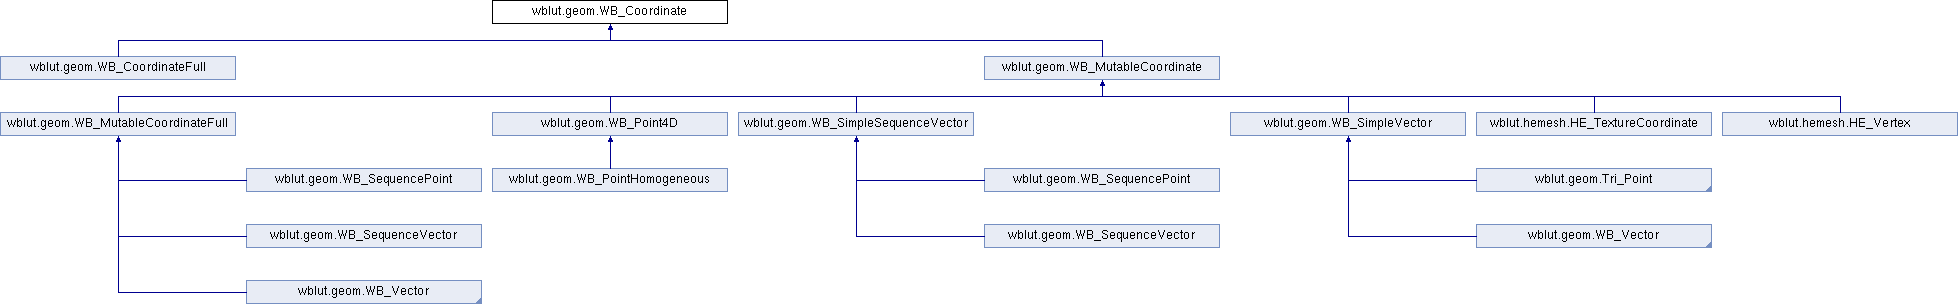 wblut.geom.WB_Coordinate
wblut.geom.WB_CoordinateFull
wblut.geom.WB_MutableCoordinate
wblut.geom.WB_MutableCoordinateFull
wblut.geom.WB_Point4D
wblut.geom.WB_SimpleSequenceVector
wblut.geom.WB_SimpleVector
wblut.hemesh.HE_TextureCoordinate
wblut.hemesh.HE_Vertex
wblut.geom.WB_SequencePoint
wblut.geom.WB_PointHomogeneous
wblut.geom.WB_SequencePoint
wblut.geom.Tri_Point
wblut.geom.WB_SequenceVector
wblut.geom.WB_SequenceVector
wblut.geom.WB_Vector
wblut.geom.WB_Vector